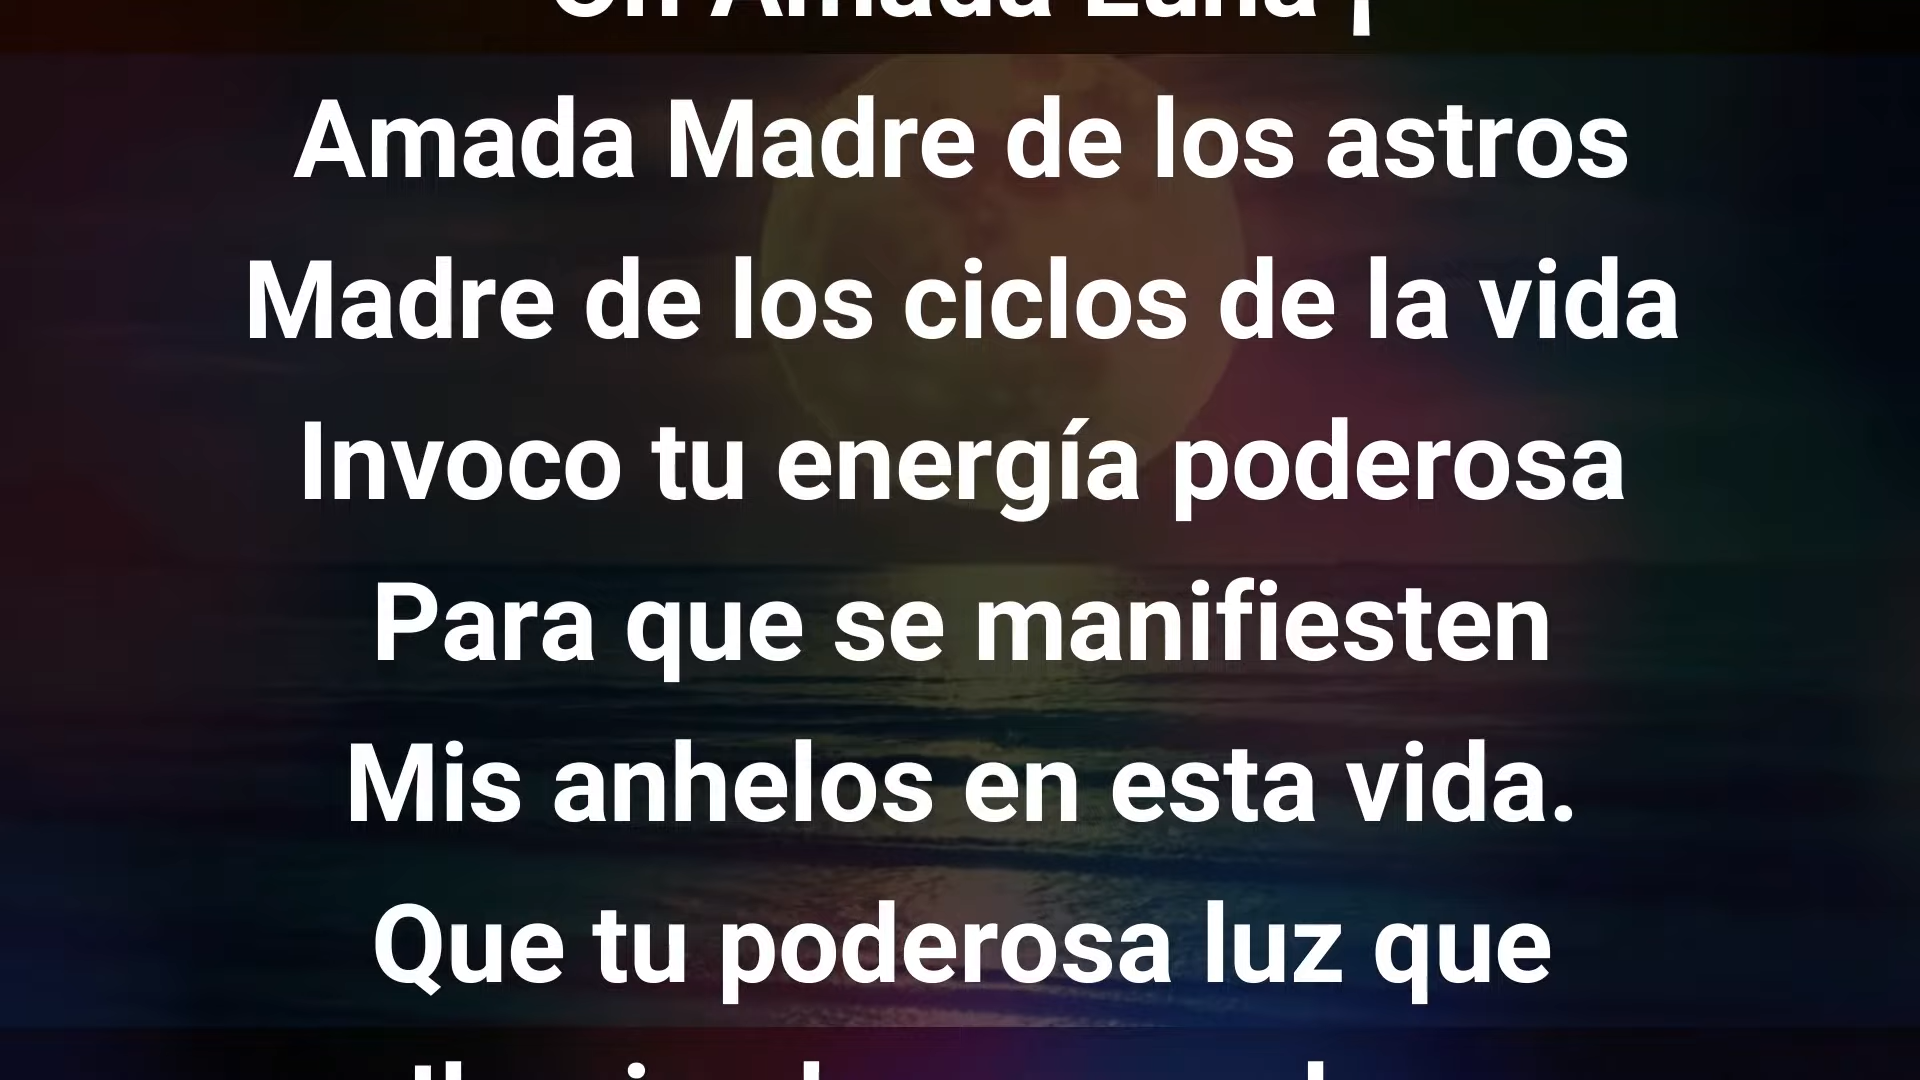 Oh Amada Luna ¡
Amada Madre de los astros
Madre de los ciclos de la vida
Invoco tu energía poderosa
Para que se manifiesten
Mis anhelos en esta vida.
Que tu poderosa luz que